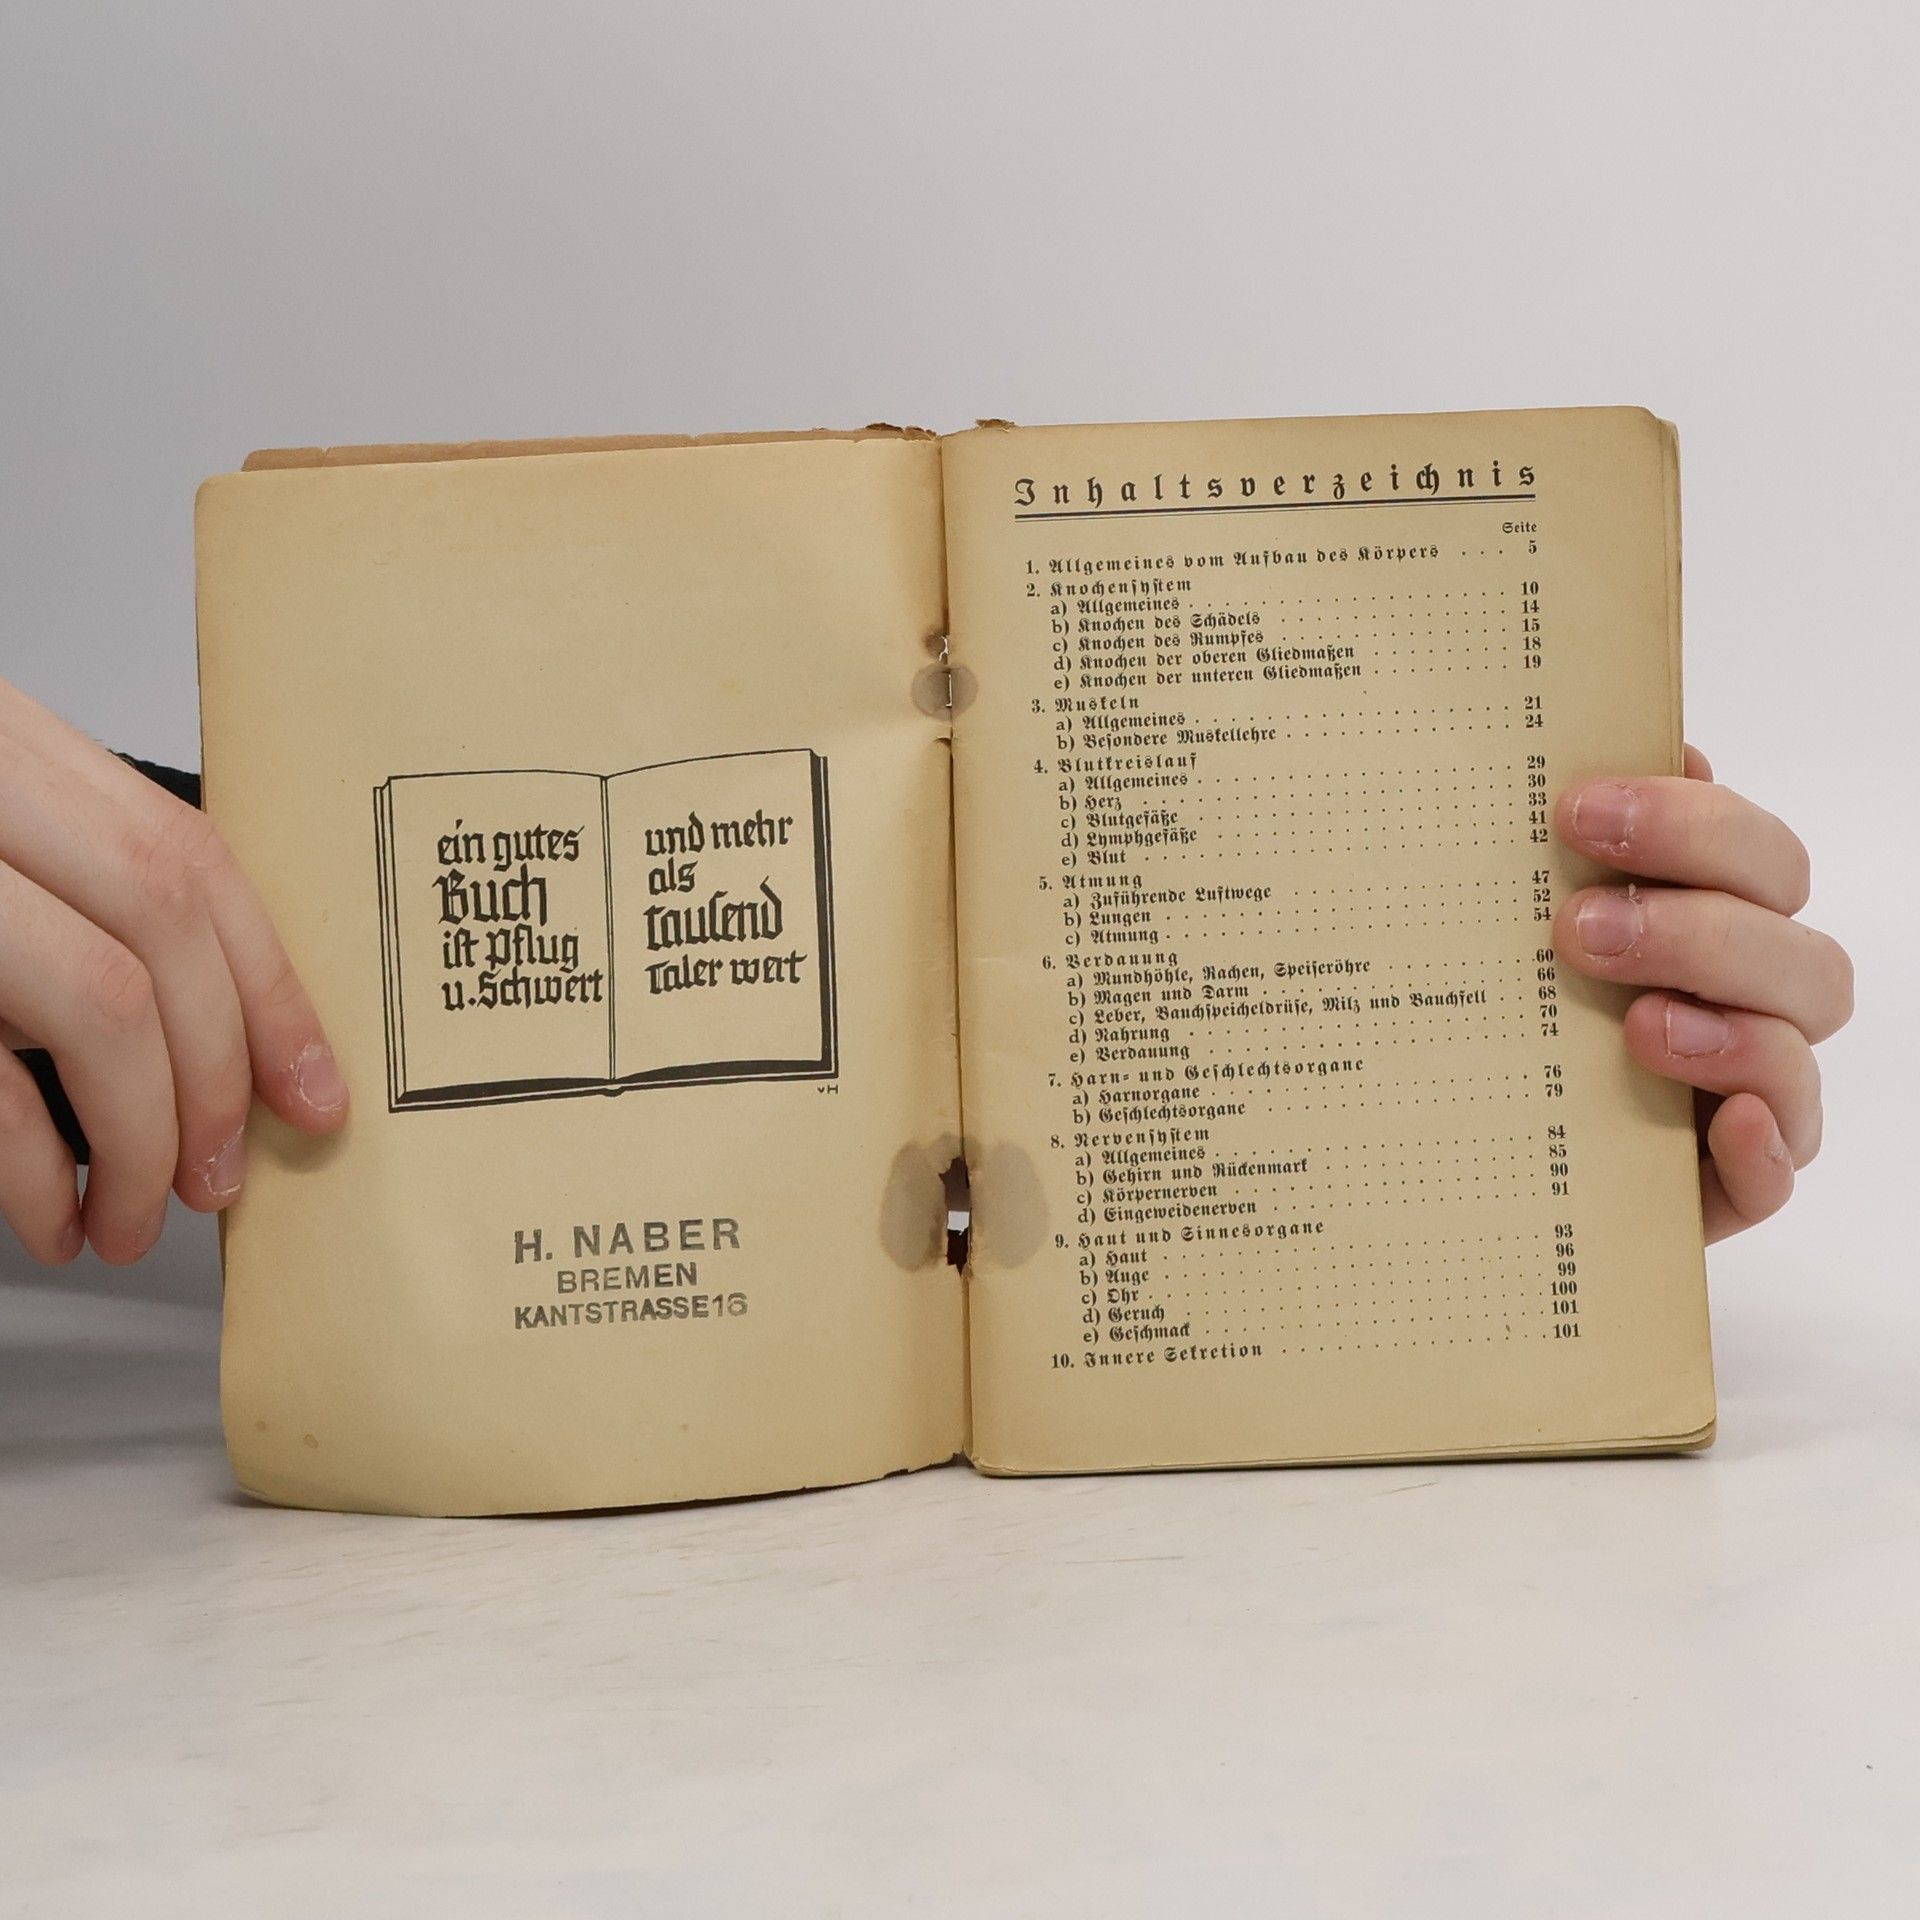 ein gutes
Buch
ist Pflug
u. Schwert
und mehr
als
tausend
Taler wert
vH
H. NABER
BREMEN
KANTSTRASSE 16
Inhaltsverzeichnis
Seite
1. Allgemeines vom Aufbau des Körpers . . . 5
2. Knochensystem
a) Allgemeines . . . . . . . . . . . . . . . . . 10
b) Knochen des Schädels . . . . . . . . . . . . 14
c) Knochen des Rumpfes . . . . . . . . . . . . 15
d) Knochen der oberen Gliedmaßen . . . . . . . 18
e) Knochen der unteren Gliedmaßen . . . . . . . 19
3. Muskeln
a) Allgemeines . . . . . . . . . . . . . . . . . 21
b) Besondere Muskellehre . . . . . . . . . . . . 24
4. Blutkreislauf
a) Allgemeines . . . . . . . . . . . . . . . . . 29
b) Herz . . . . . . . . . . . . . . . . . . . . 30
c) Blutgefäße . . . . . . . . . . . . . . . . . 33
d) Lymphgefäße . . . . . . . . . . . . . . . . 41
e) Blut . . . . . . . . . . . . . . . . . . . . 42
5. Atmung
a) Zuführende Luftwege . . . . . . . . . . . . 47
b) Lungen . . . . . . . . . . . . . . . . . . . 52
c) Atmung . . . . . . . . . . . . . . . . . . . 54
6. Verdauung
a) Mundhöhle, Rachen, Speiseröhre . . . . . . . . 60
b) Magen und Darm . . . . . . . . . . . . . . . 66
c) Leber, Bauchspeicheldrüse, Milz und Bauchfell . . 68
d) Nahrung . . . . . . . . . . . . . . . . . . 70
e) Verdauung . . . . . . . . . . . . . . . . . 74
7. Harn- und Geschlechtsorgane
a) Harnorgane . . . . . . . . . . . . . . . . . 76
b) Geschlechtsorgane . . . . . . . . . . . . . . 79
8. Nervensystem
a) Allgemeines . . . . . . . . . . . . . . . . . 84
b) Gehirn und Rückenmark . . . . . . . . . . . 85
c) Körpernerven . . . . . . . . . . . . . . . . 90
d) Eingeweidenerven . . . . . . . . . . . . . . 91
9. Haut und Sinnesorgane
a) Haut . . . . . . . . . . . . . . . . . . . . 93
b) Auge . . . . . . . . . . . . . . . . . . . . 96
c) Ohr . . . . . . . . . . . . . . . . . . . . 99
d) Geruch . . . . . . . . . . . . . . . . . . . 100
e) Geschmack . . . . . . . . . . . . . . . . . 101
10. Innere Sekretion . . . . . . . . . . . . . . 101